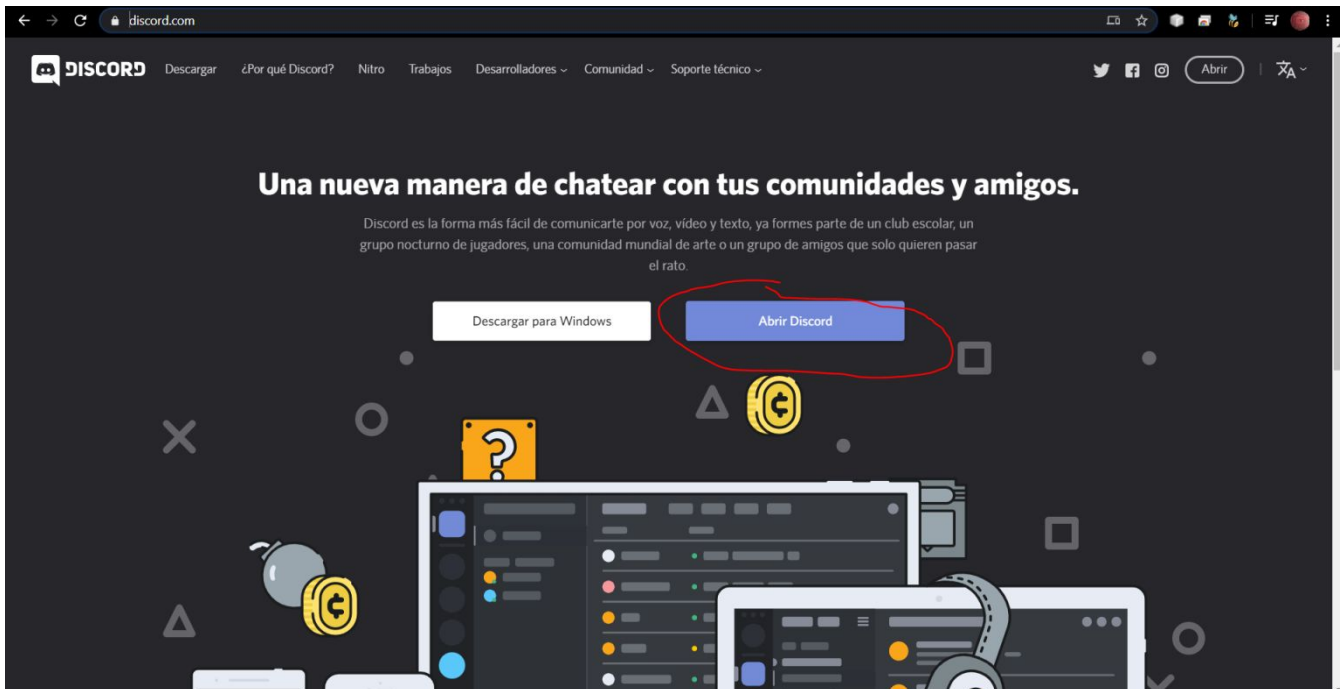 discord.com
DISCORD Descargar ¿Por qué Discord? Nitro Trabajos Desarrolladores Comunidad Soporte técnico Abrir
Una nueva manera de chatear con tus comunidades y amigos.
Discord es la forma más fácil de comunicarte por voz, vídeo y texto, ya formes parte de un club escolar, un
grupo nocturno de jugadores, una comunidad mundial de arte o un grupo de amigos que solo quieren pasar
el rato.
Descargar para Windows Abrir Discord
?
¢
¢